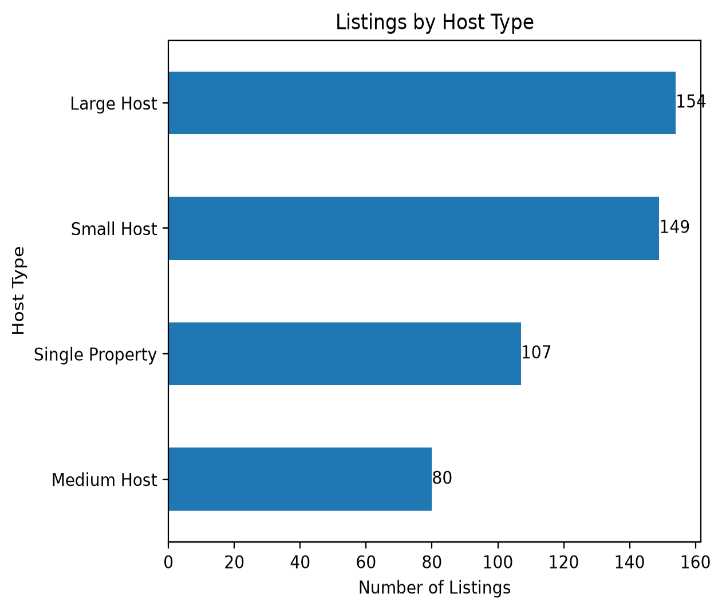 Listings by Host Type
Large Host
154
Small Host
149
Host Type
Single Property
107
Medium Host
80
0 20 40 60 80 100 120 140 160
Number of Listings